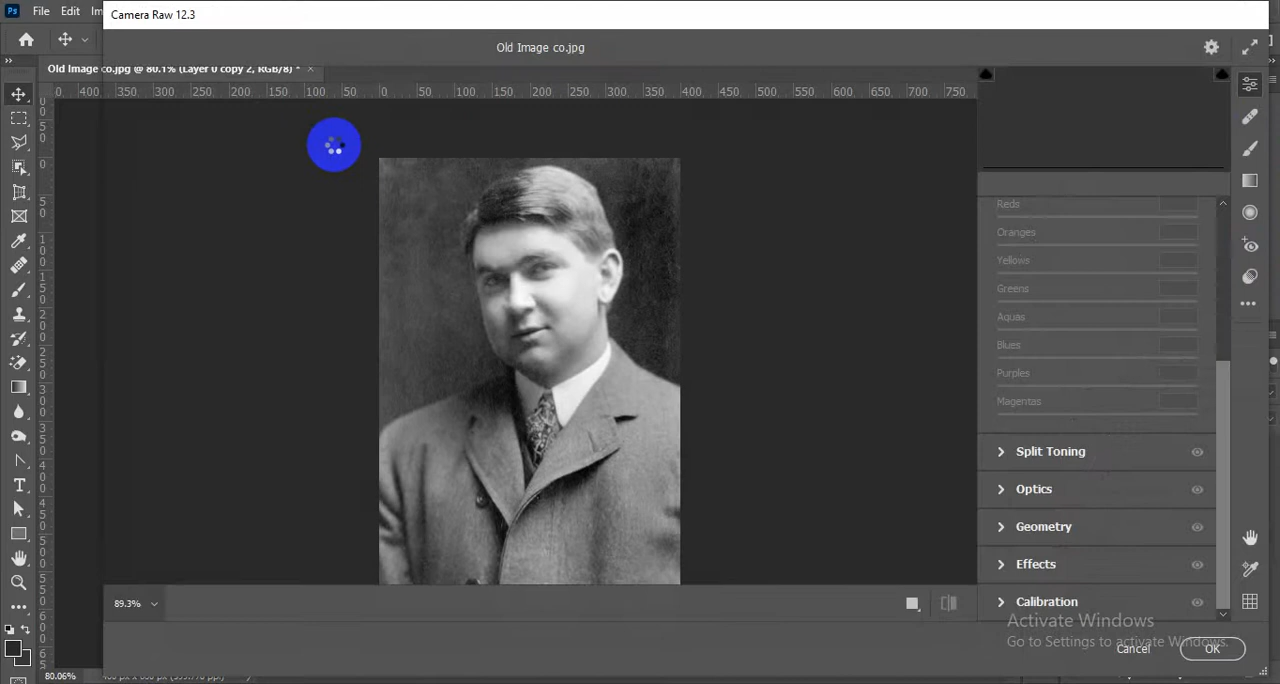 Ps File Edit Im
Camera Raw 12.3
Old Image co.jpg
Old Image co.jpg @ 80.1% (Layer 0 copy 2, RGB/8) * ×
0 400 350 300 250 200 150 100 50 0 50 100 150 200 250 300 350 400 450 500 550 600 650 700 750
Reds
Oranges
Yellows
Greens
Aquas
Blues
Purples
Magentas
Split Toning
Optics
Geometry
Effects
Calibration
89.3%
Activate Windows
Go to Settings to activate Windows.
Cancel OK
80.06%